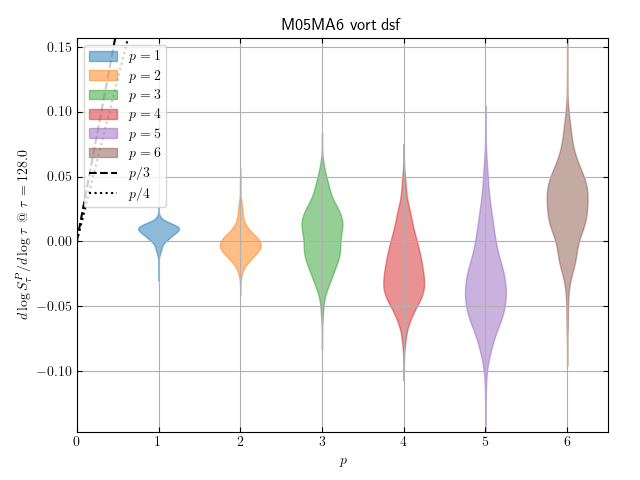 M05MA6 vort dsf
d log S_τ^P / d log τ @ τ = 128.0
0.15
0.10
0.05
0.00
−0.05
−0.10
p = 1
p = 2
p = 3
p = 4
p = 5
p = 6
p/3
p/4
0 1 2 3 4 5 6
p